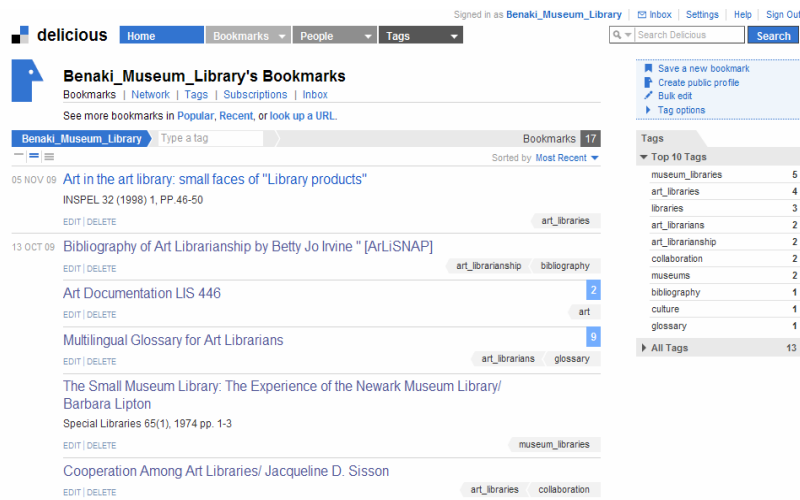 Signed in as Benaki_Museum_Library | Inbox | Settings | Help | Sign Out
delicious Home Bookmarks People Tags Search Delicious Search
Benaki_Museum_Library's Bookmarks
Bookmarks | Network | Tags | Subscriptions | Inbox
See more bookmarks in Popular, Recent, or look up a URL.
Benaki_Museum_Library Type a tag Bookmarks 17
Sorted by Most Recent
05 NOV 09 Art in the art library: small faces of "Library products"
INSPEL 32 (1998) 1, PP.46-50
EDIT | DELETE art_libraries
13 OCT 09 Bibliography of Art Librarianship by Betty Jo Irvine " [ArLiSNAP]
EDIT | DELETE art_librarianship bibliography
Art Documentation LIS 446 2
EDIT | DELETE art
Multilingual Glossary for Art Librarians 9
EDIT | DELETE art_librarians glossary
The Small Museum Library: The Experience of the Newark Museum Library/
Barbara Lipton
Special Libraries 65(1), 1974 pp. 1-3
EDIT | DELETE museum_libraries
Cooperation Among Art Libraries/ Jacqueline D. Sisson
EDIT | DELETE art_libraries collaboration
Save a new bookmark
Create public profile
Bulk edit
Tag options
Tags
Top 10 Tags
museum_libraries 5
art_libraries 4
libraries 3
art_librarians 2
art_librarianship 2
collaboration 2
museums 2
bibliography 1
culture 1
glossary 1
All Tags 13